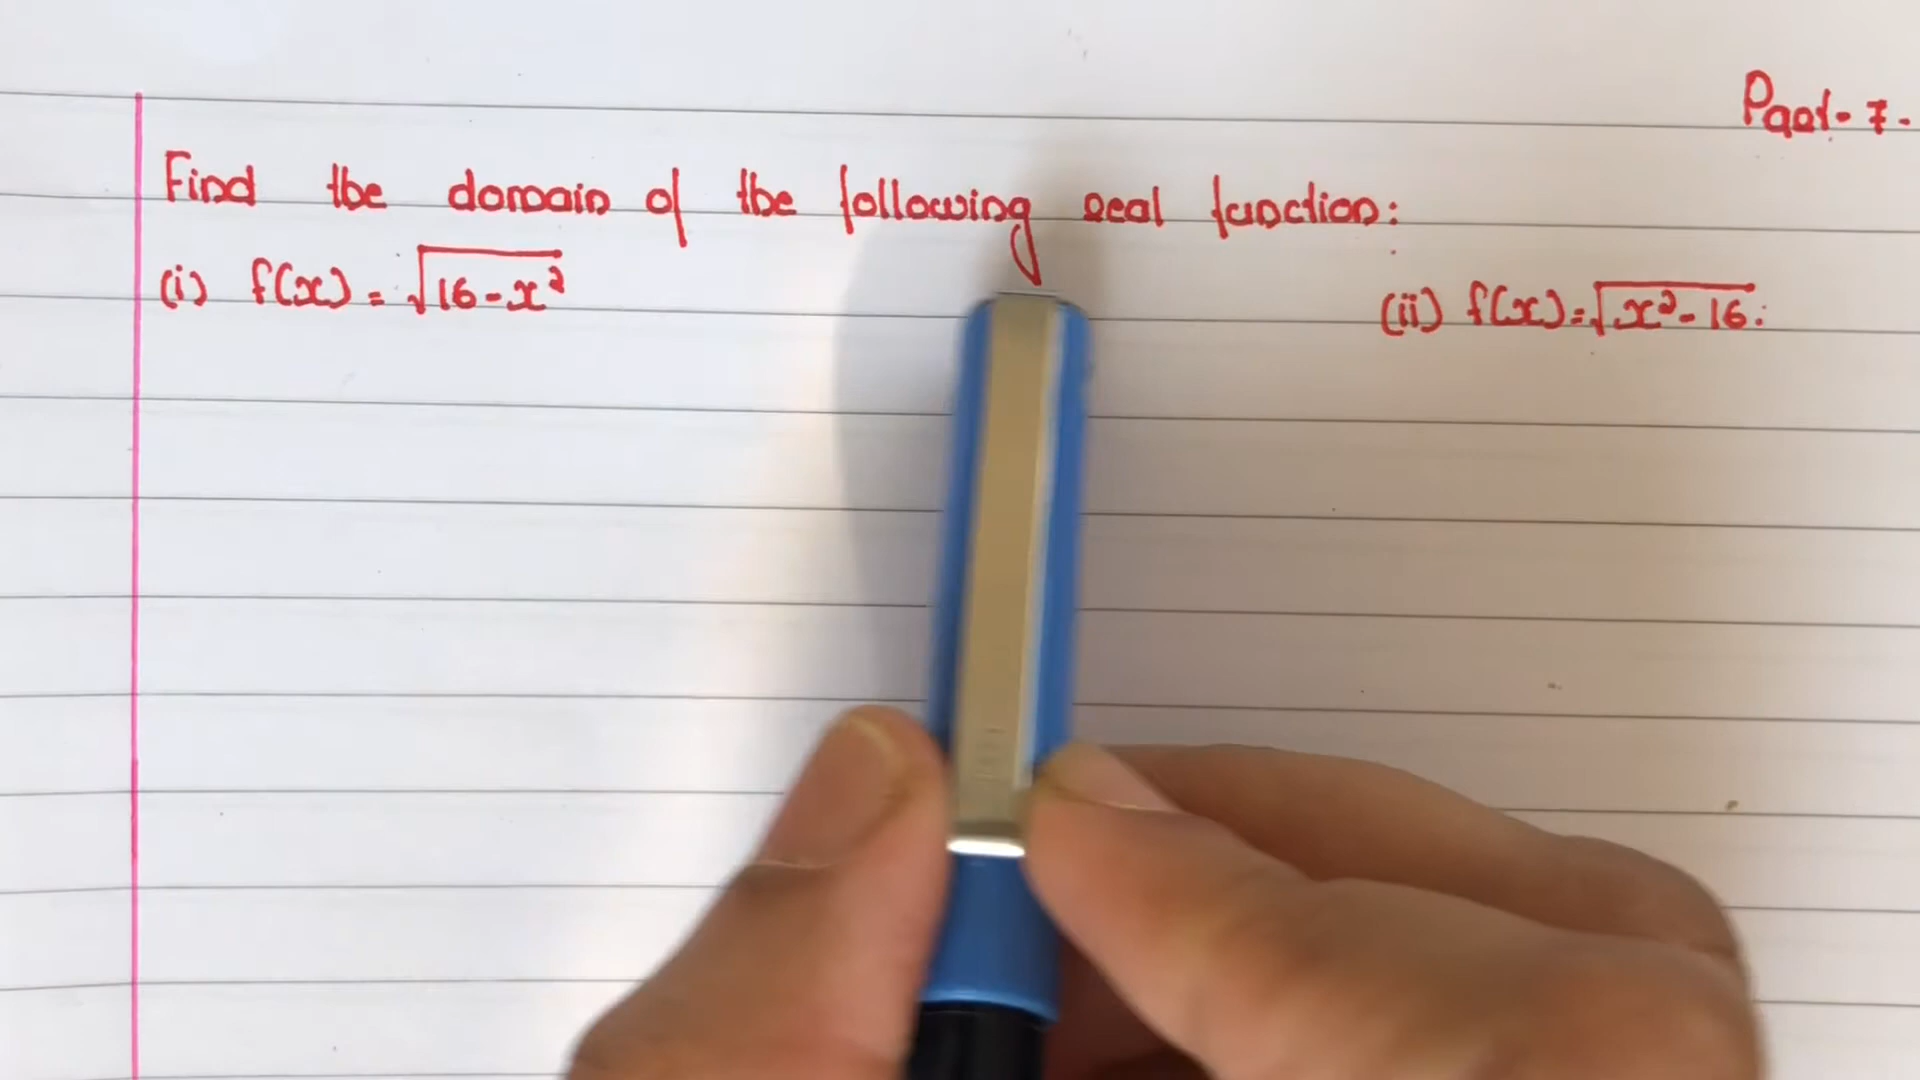 Part-7.
Find the domain of the following real function:
(i) f(x) = √16-x²
(ii) f(x)=√x²-16.